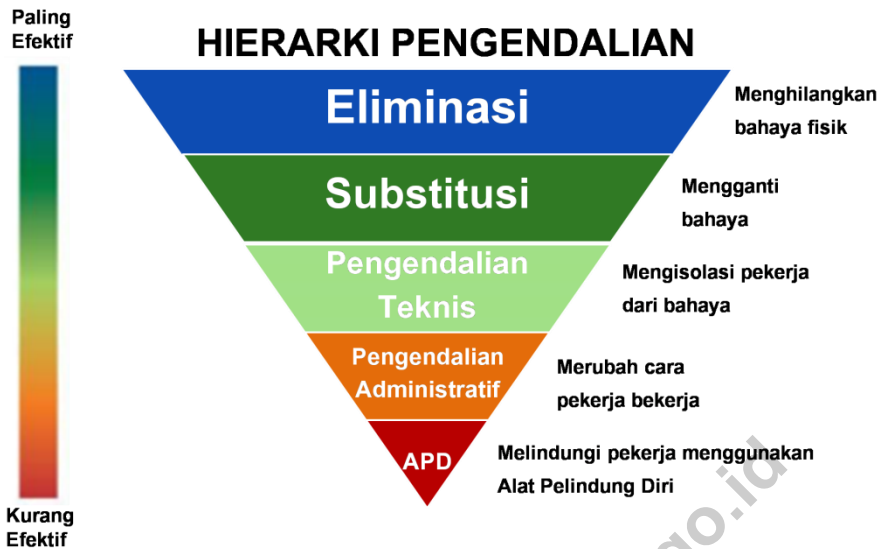 Paling
Efektif
HIERARKI PENGENDALIAN
Eliminasi
Menghilangkan
bahaya fisik
Substitusi
Mengganti
bahaya
Pengendalian
Teknis
Mengisolasi pekerja
dari bahaya
Pengendalian
Administratif
Merubah cara
pekerja bekerja
APD
Melindungi pekerja menggunakan
Alat Pelindung Diri
Kurang
Efektif